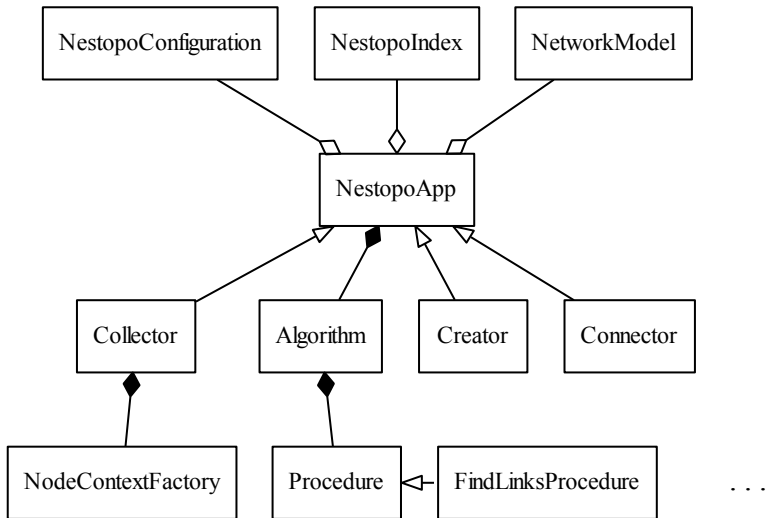 NestopoConfiguration
NestopoIndex
NetworkModel
NestopoApp
Collector
Algorithm
Creator
Connector
NodeContextFactory
Procedure
FindLinksProcedure
. . .